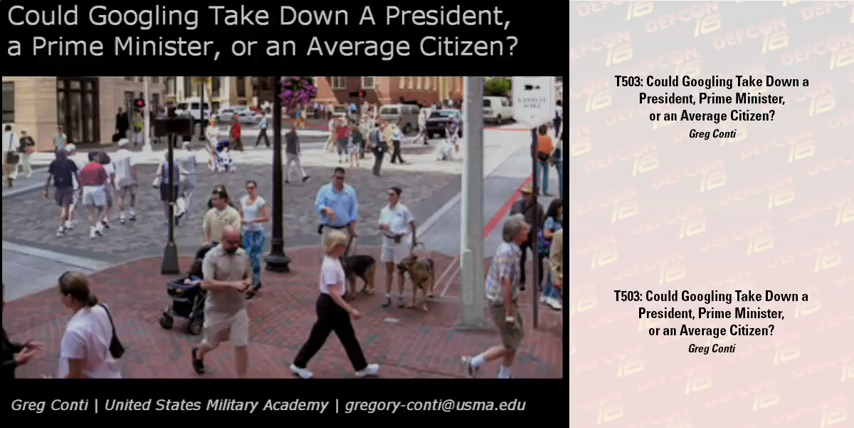 Could Googling Take Down A President,
a Prime Minister, or an Average Citizen?
Greg Conti | United States Military Academy | gregory-conti@usma.edu
T503: Could Googling Take Down a
President, Prime Minister,
or an Average Citizen?
Greg Conti
T503: Could Googling Take Down a
President, Prime Minister,
or an Average Citizen?
Greg Conti
DEFCON
16